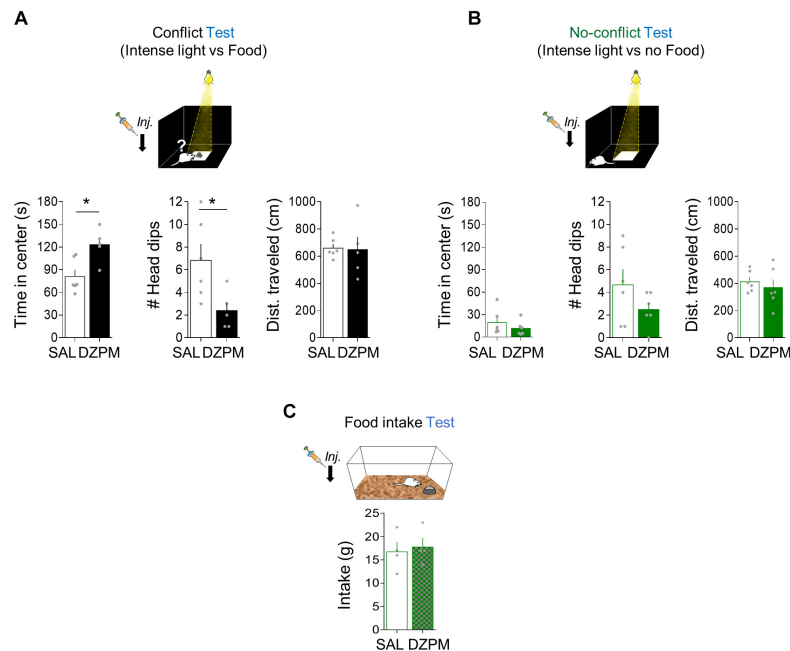 A
Conflict Test
(Intense light vs Food)
Inj.
?
Time in center (s)
180
150
120
90
60
30
0
*
SAL DZPM
# Head dips
12
10
8
6
4
2
0
*
SAL DZPM
Dist. traveled (cm)
1000
800
600
400
200
0
SAL DZPM
B
No-conflict Test
(Intense light vs no Food)
Inj.
Time in center (s)
180
150
120
90
60
30
0
SAL DZPM
# Head dips
12
10
8
6
4
2
0
SAL DZPM
Dist. traveled (cm)
1000
800
600
400
200
0
SAL DZPM
C
Food intake Test
Inj.
Intake (g)
25
20
15
10
5
0
SAL DZPM